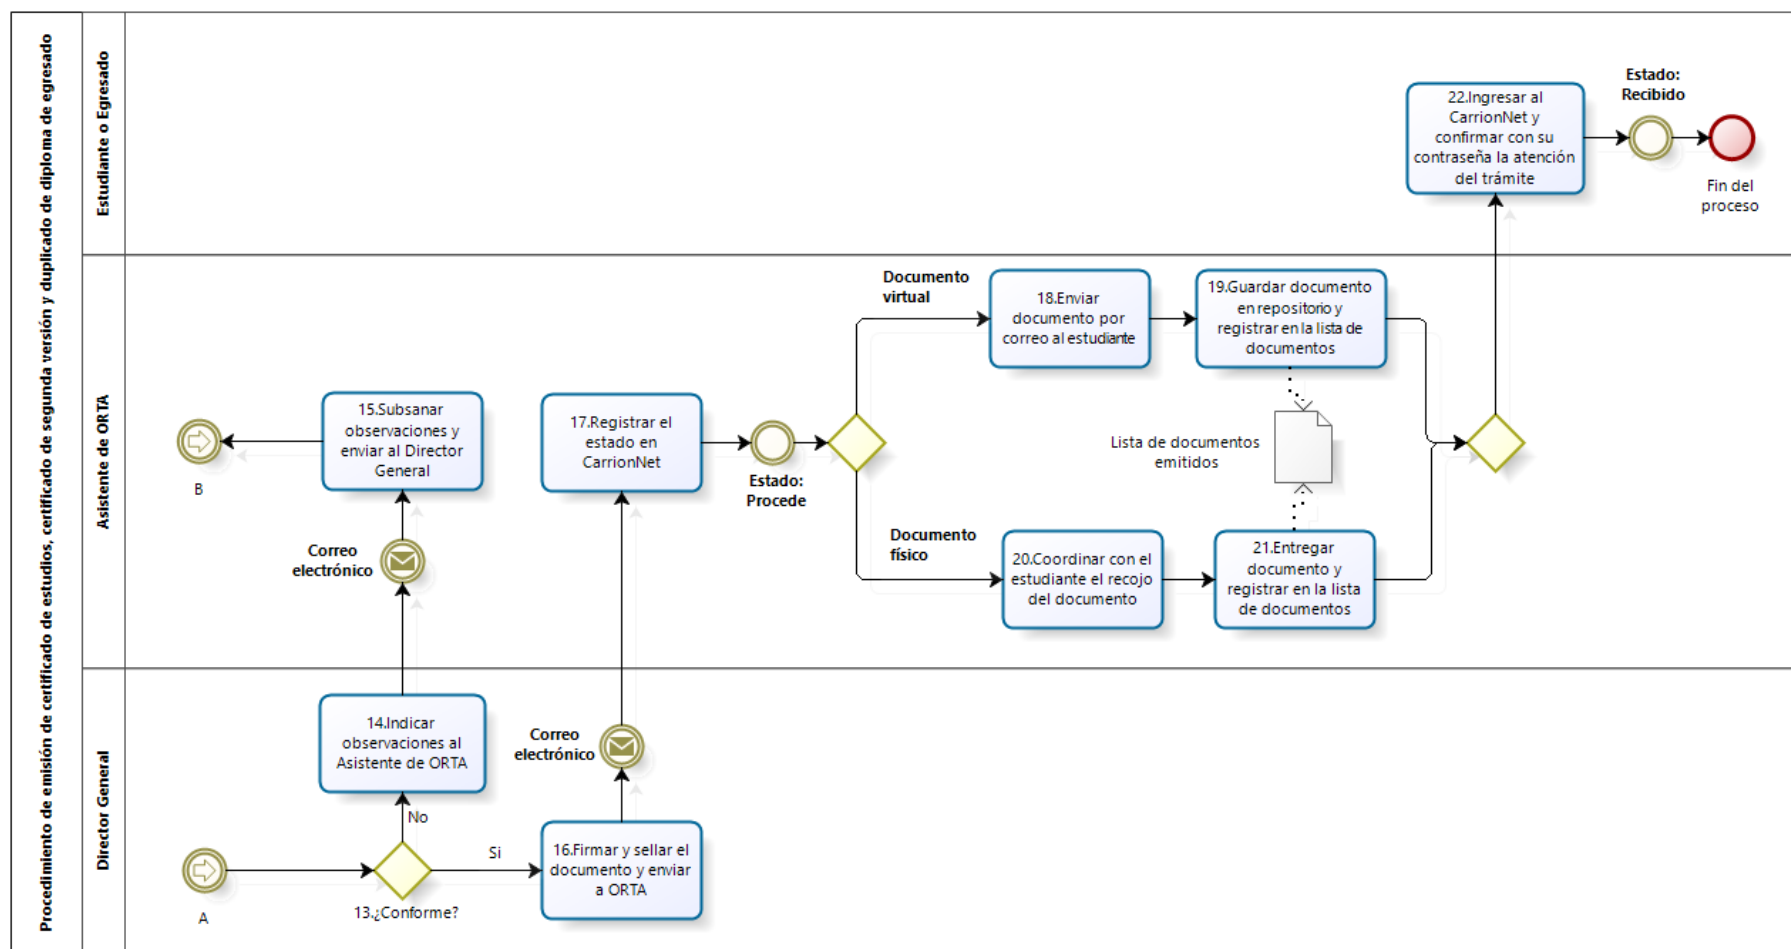 Procedimiento de emisión de certificado de estudios, certificado de segunda versión y duplicado de diploma de egresado
Estudiante o Egresado
22.Ingresar al
CarrionNet y
confirmar con su
contraseña la atención
del trámite
Estado:
Recibido
Fin del
proceso
Asistente de ORTA
B
15.Subsanar
observaciones y
enviar al Director
General
Correo
electrónico
17.Registrar el
estado en
CarrionNet
Estado:
Procede
Documento
virtual
18.Enviar
documento por
correo al estudiante
19.Guardar documento
en repositorio y
registrar en la lista de
documentos
Lista de documentos
emitidos
Documento
físico
20.Coordinar con el
estudiante el recojo
del documento
21.Entregar
documento y
registrar en la lista
de documentos
Director General
A
13.¿Conforme?
No
14.Indicar
observaciones al
Asistente de ORTA
Si
16.Firmar y sellar el
documento y enviar
a ORTA
Correo
electrónico